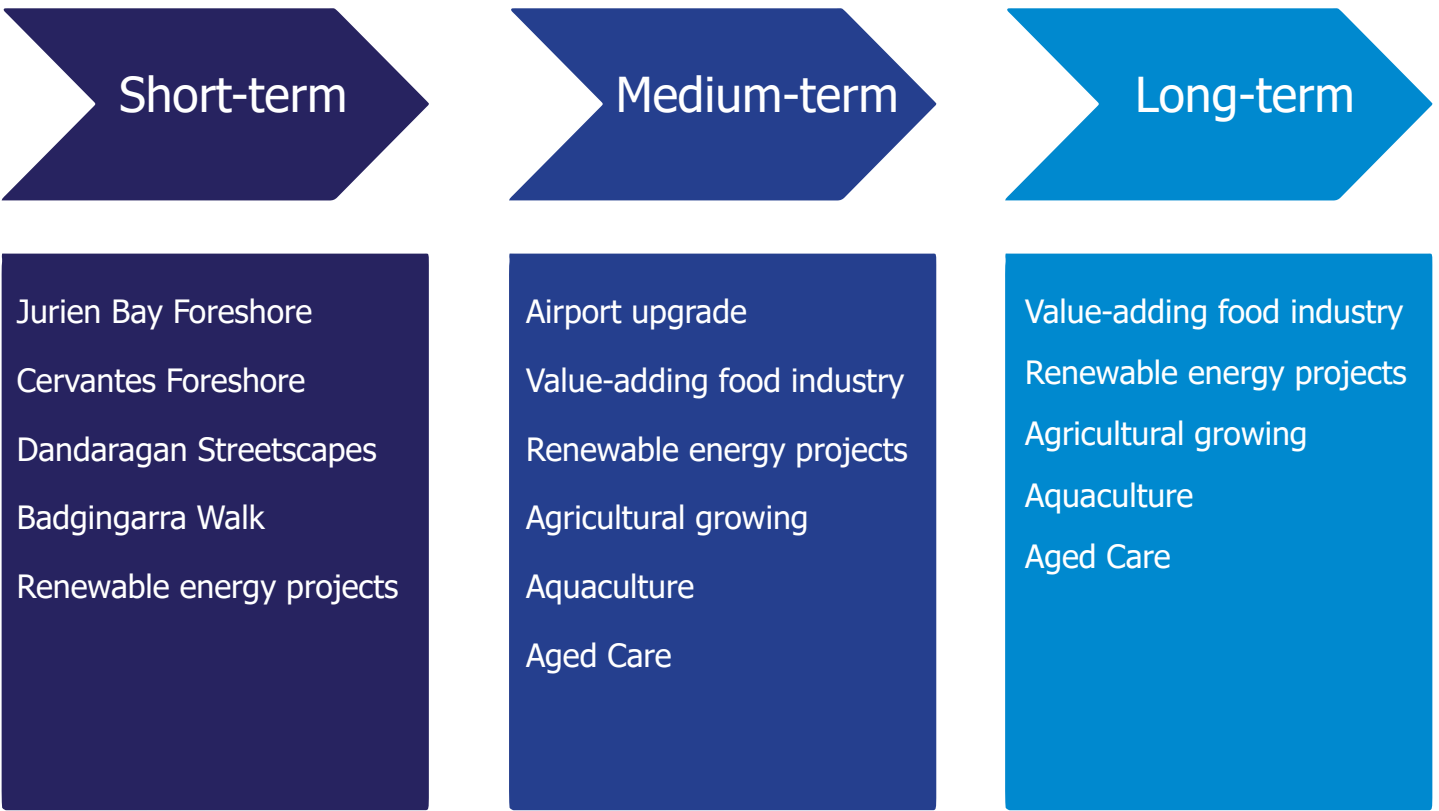 Short-term
Jurien Bay Foreshore
Cervantes Foreshore
Dandaragan Streetscapes
Badgingarra Walk
Renewable energy projects
Medium-term
Airport upgrade
Value-adding food industry
Renewable energy projects
Agricultural growing
Aquaculture
Aged Care
Long-term
Value-adding food industry
Renewable energy projects
Agricultural growing
Aquaculture
Aged Care